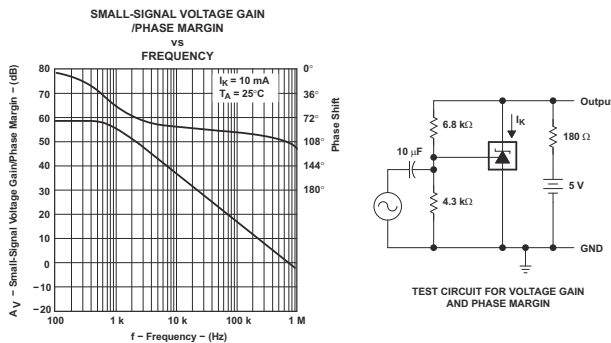 SMALL-SIGNAL VOLTAGE GAIN
/PHASE MARGIN
vs
FREQUENCY
I_K = 10 mA
T_A = 25°C
A_V − Small-Signal Voltage Gain/Phase Margin − (dB)
80
70
60
50
40
30
20
10
0
−10
−20
0°
36°
72°
108°
144°
180°
Phase Shift
100
1 k
10 k
100 k
1 M
f − Frequency − (Hz)
Output
I_K
6.8 kΩ
180 Ω
10 μF
4.3 kΩ
5 V
GND
TEST CIRCUIT FOR VOLTAGE GAIN
AND PHASE MARGIN